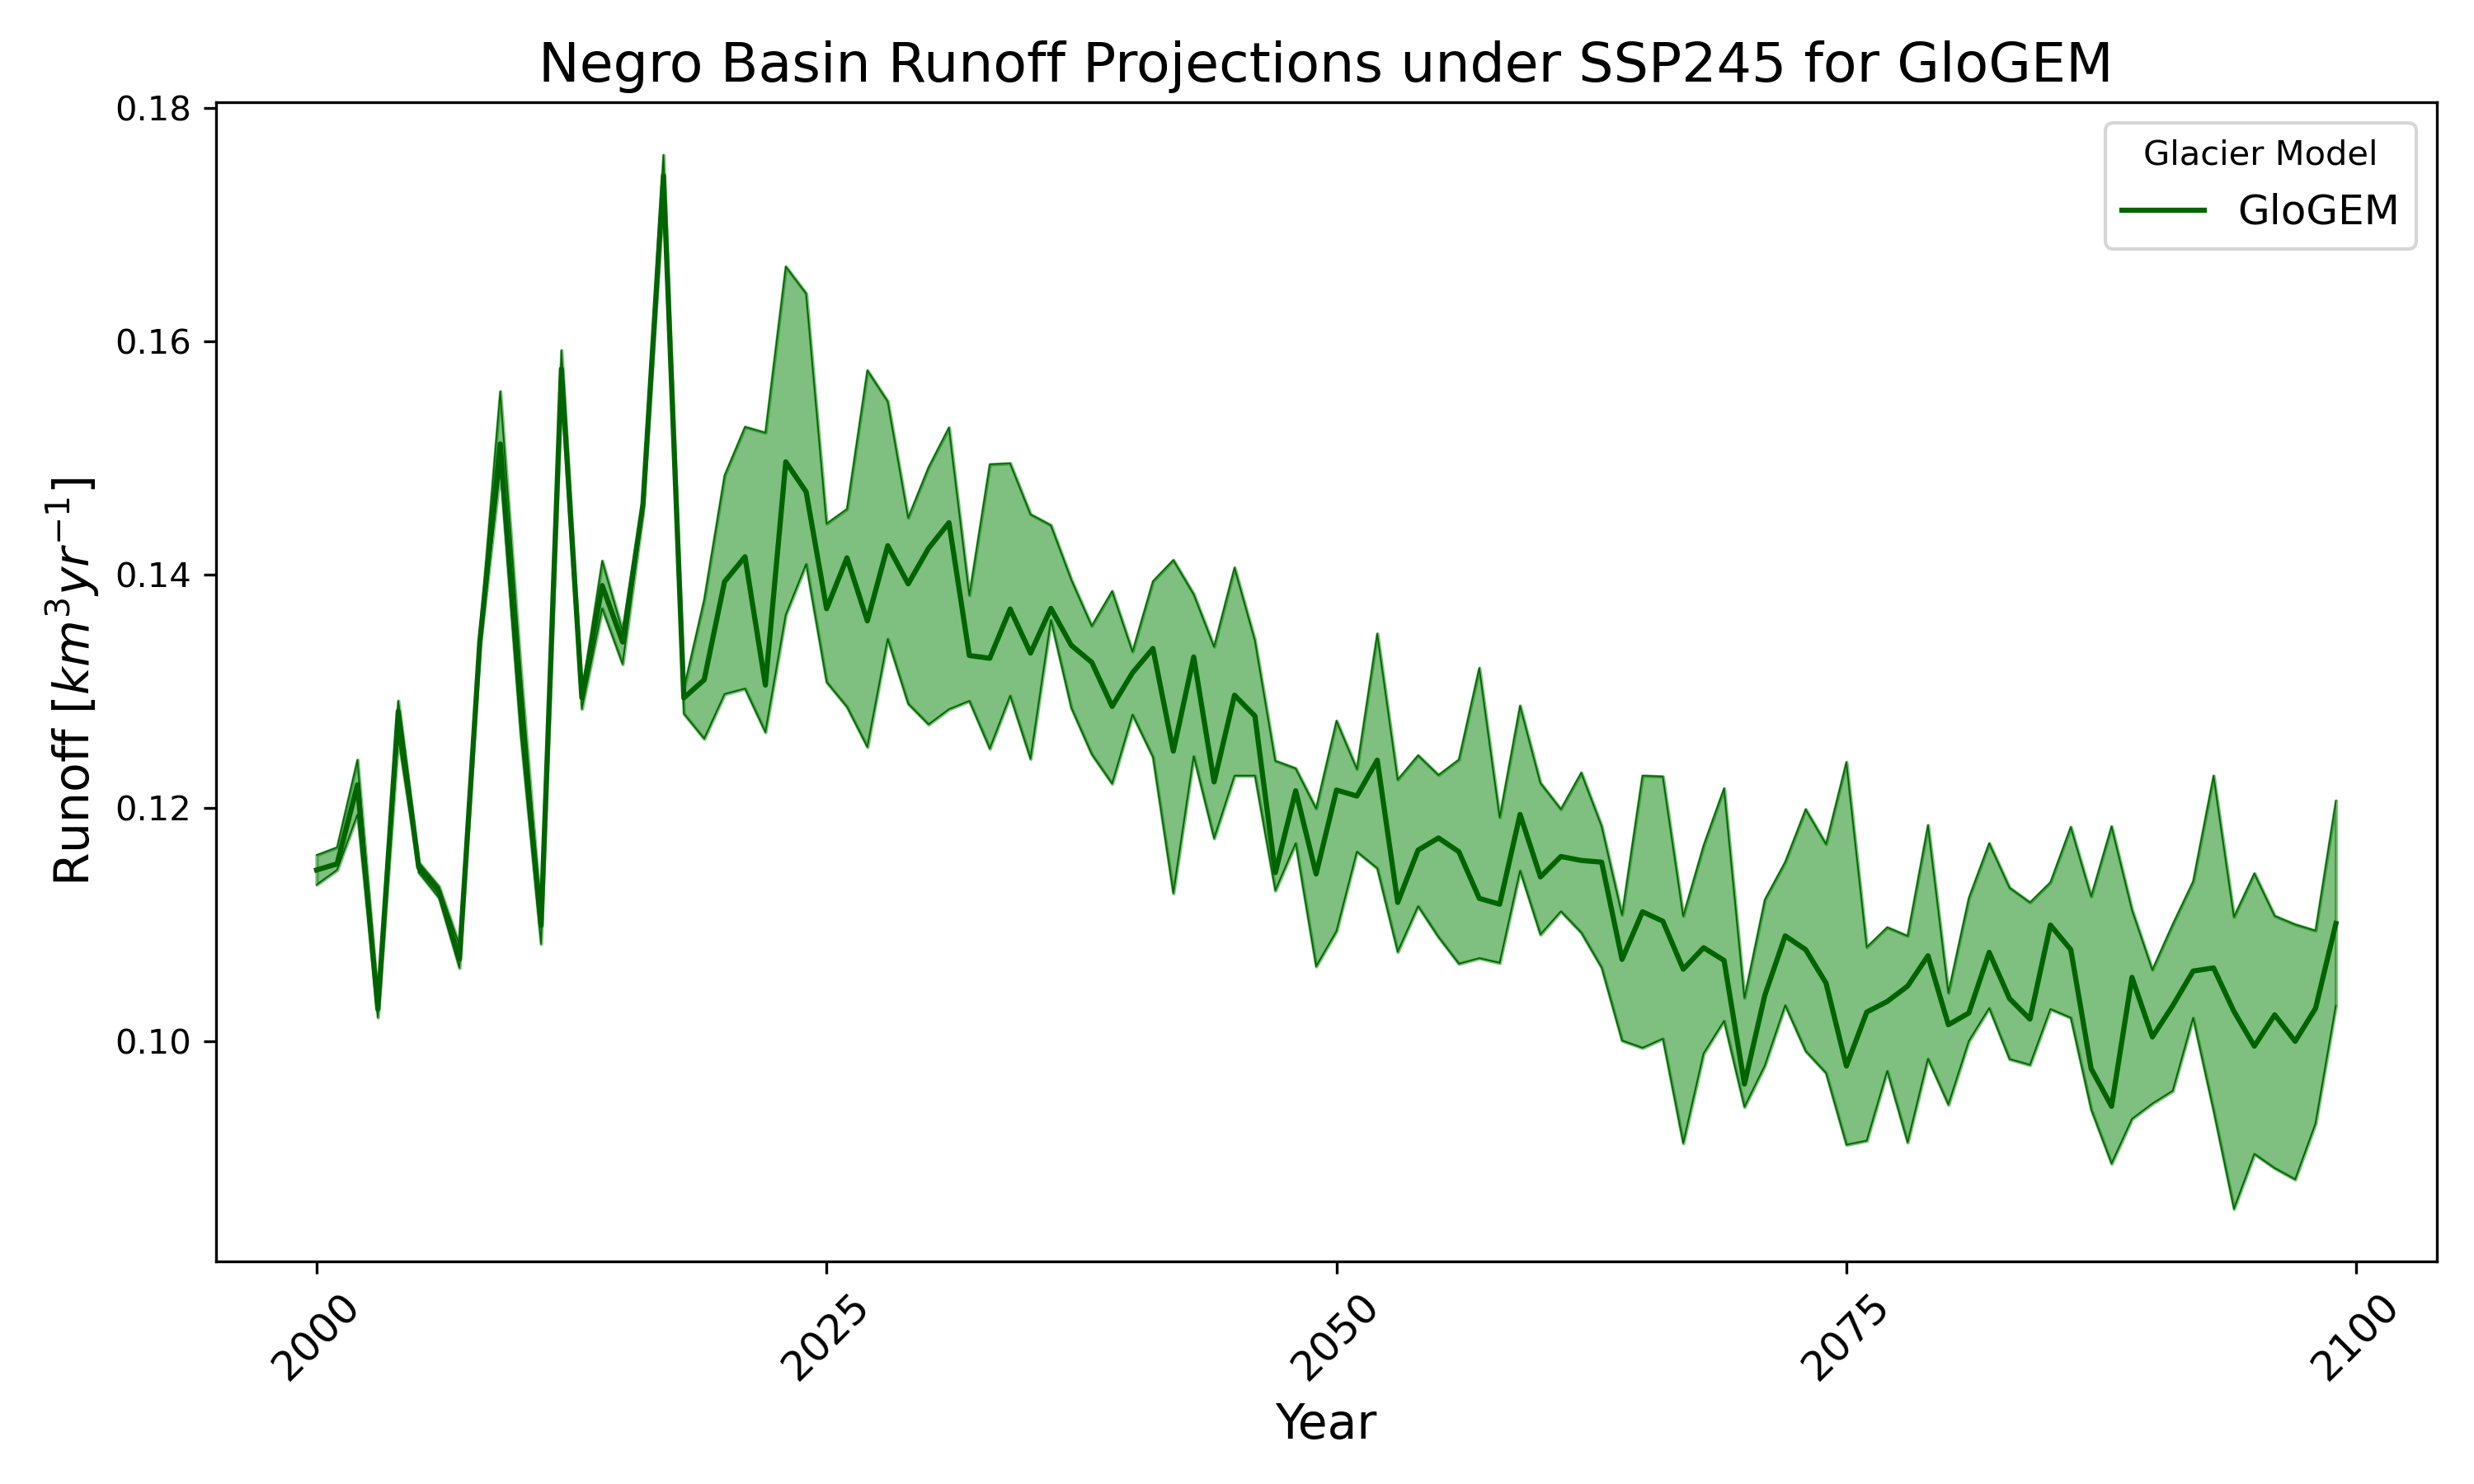 Negro Basin Runoff Projections under SSP245 for GloGEM
Glacier Model
GloGEM
Runoff [km³yr⁻¹]
0.18
0.16
0.14
0.12
0.10
2000
2025
2050
2075
2100
Year